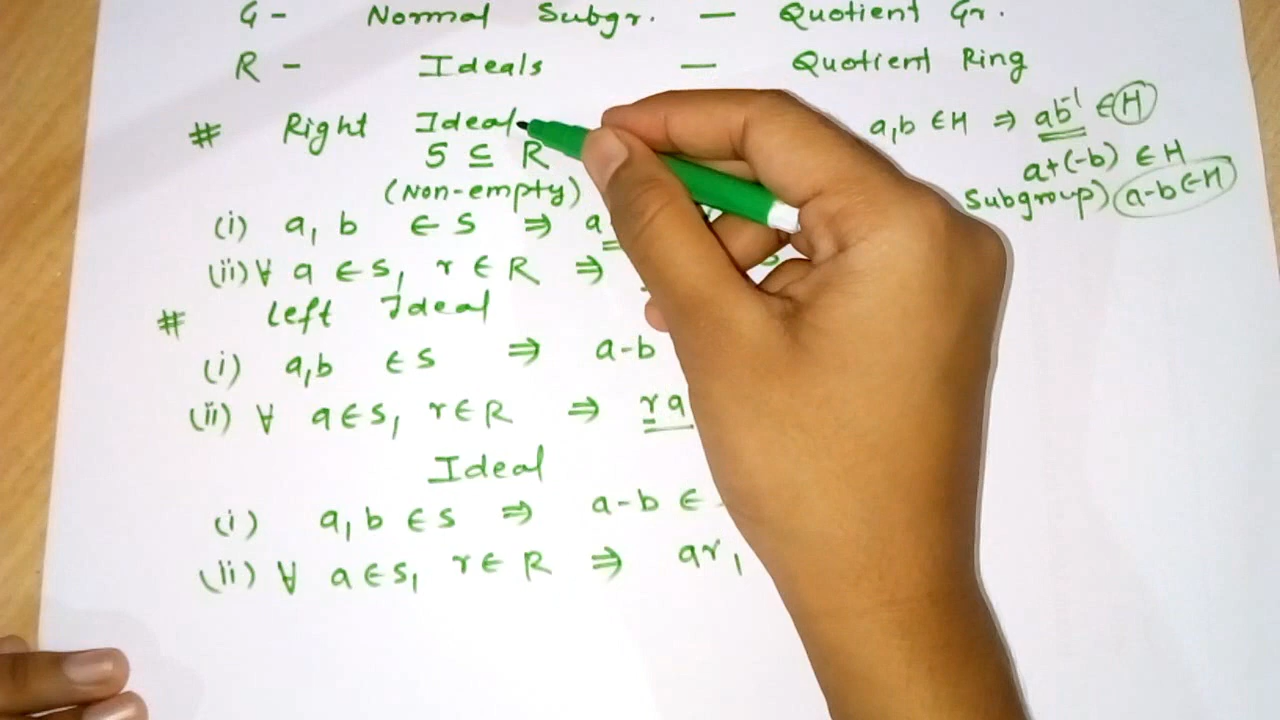 G - Normal Subgr. — Quotient Gr.
R - Ideals — Quotient Ring
# Right Ideal
S ⊆ R
(Non-empty)
a,b ∈ H ⇒ ab⁻¹ ∈ H
a+(-b) ∈ H
Subgroup) a-b ∈ H
(i) a, b ∈ S ⇒ a
(ii) ∀ a ∈ S, r ∈ R ⇒
# Left Ideal
(i) a,b ∈ S ⇒ a-b
(ii) ∀ a ∈ S, r ∈ R ⇒ ra
Ideal
(i) a, b ∈ S ⇒ a-b ∈
(ii) ∀ a ∈ S, r ∈ R ⇒ ar,